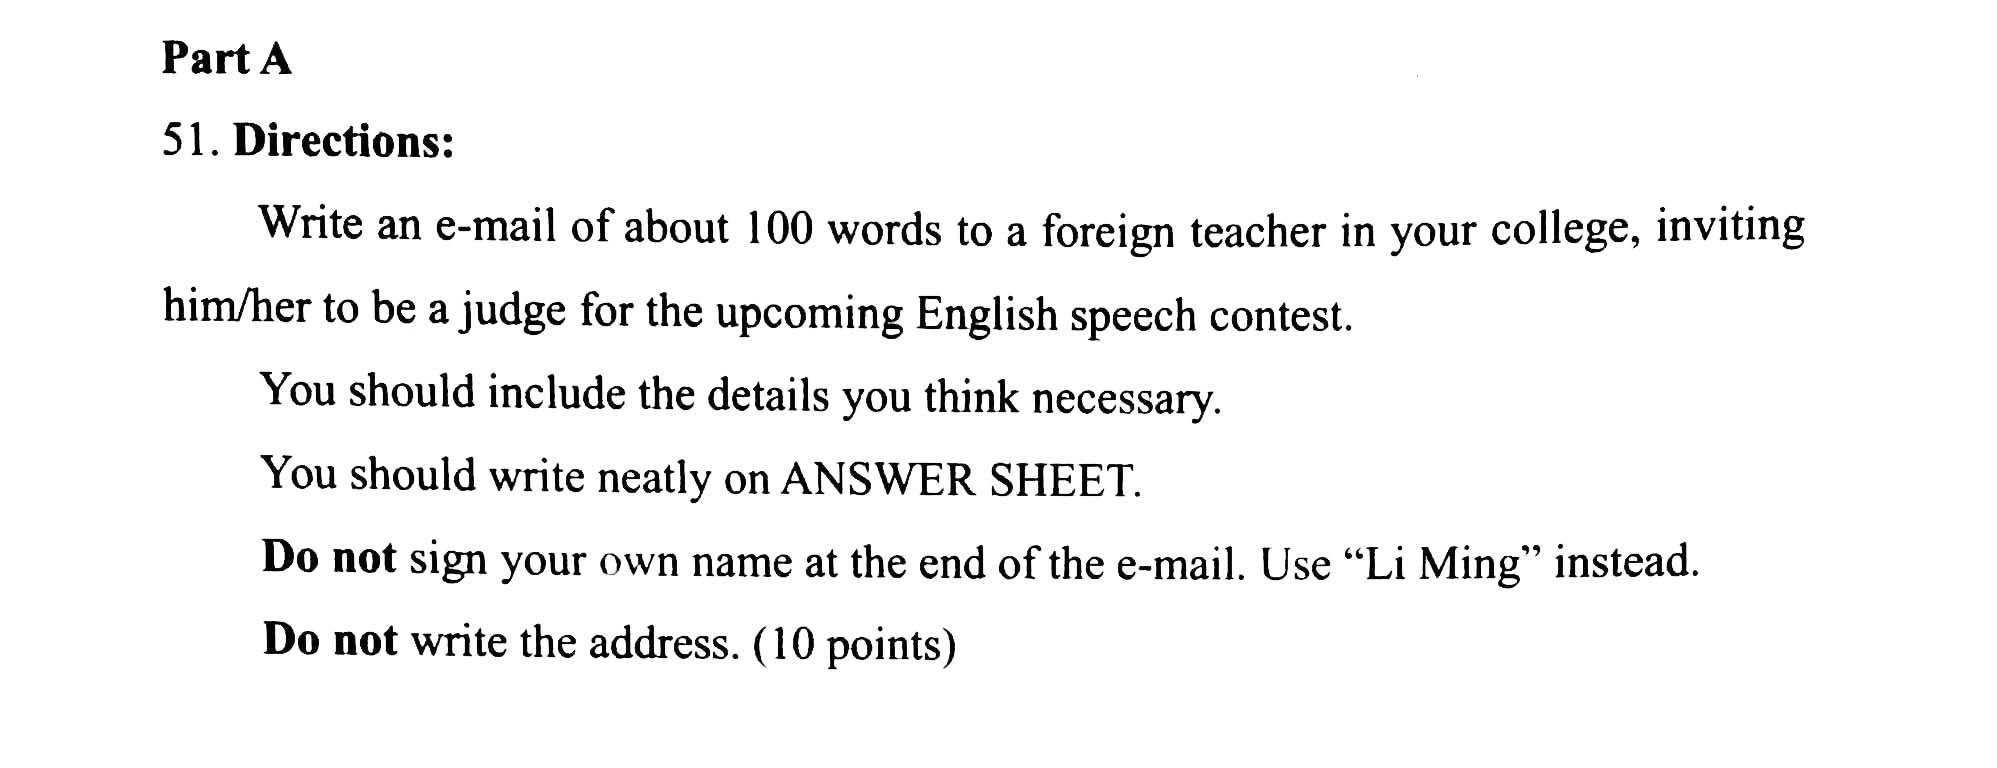 Part A
51. Directions:
Write an e-mail of about 100 words to a foreign teacher in your college, inviting
him/her to be a judge for the upcoming English speech contest.
You should include the details you think necessary.
You should write neatly on ANSWER SHEET.
Do not sign your own name at the end of the e-mail. Use “Li Ming” instead.
Do not write the address. (10 points)